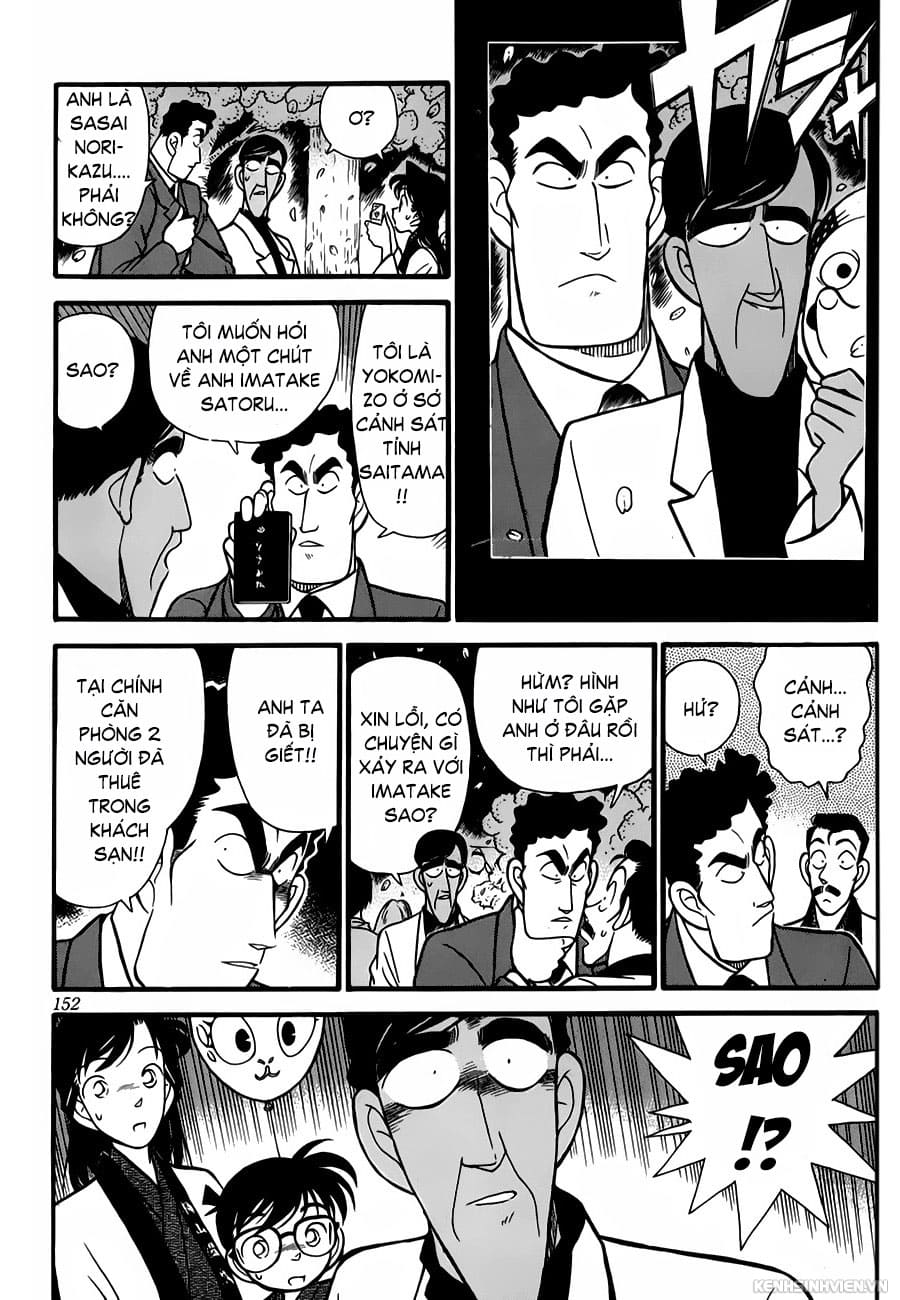 カシャ
ANH LÀ
SASAI
NORI-
KAZU....
PHẢI
KHÔNG?
Ơ?
TÔI LÀ
YOKOMI-
ZO Ở SỞ
CẢNH SÁT
TỈNH
SAITAMA
!!
TÔI MUỐN HỎI
ANH MỘT CHÚT
VỀ ANH IMATAKE
SATORU...
SAO?
CẢNH...
CẢNH
SÁT...?
HỬ?
HỪM? HÌNH
NHƯ TÔI GẶP
ANH Ở ĐÂU RỒI
THÌ PHẢI...
XIN LỖI, CÓ
CHUYỆN GÌ
XẢY RA VỚI
IMATAKE
SAO?
ANH TA
ĐÃ BỊ
GIẾT!!
TẠI CHÍNH
CĂN
PHÒNG 2
NGƯỜI ĐÃ
THUÊ
TRONG
KHÁCH
SẠN!!
152
SAO
!?
KENHSINHVIEN.VN